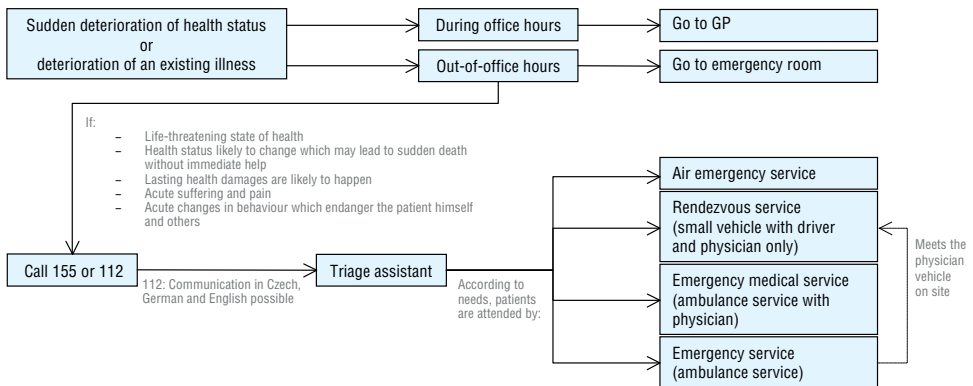 Sudden deterioration of health status
or
deterioration of an existing illness
During office hours
Go to GP
Out-of-office hours
Go to emergency room
If:
– Life-threatening state of health
– Health status likely to change which may lead to sudden death
without immediate help
– Lasting health damages are likely to happen
– Acute suffering and pain
– Acute changes in behaviour which endanger the patient himself
and others
Call 155 or 112
112: Communication in Czech,
German and English possible
Triage assistant
According to
needs, patients
are attended by:
Air emergency service
Rendezvous service
(small vehicle with driver
and physician only)
Emergency medical service
(ambulance service with
physician)
Emergency service
(ambulance service)
Meets the
physician
vehicle
on site